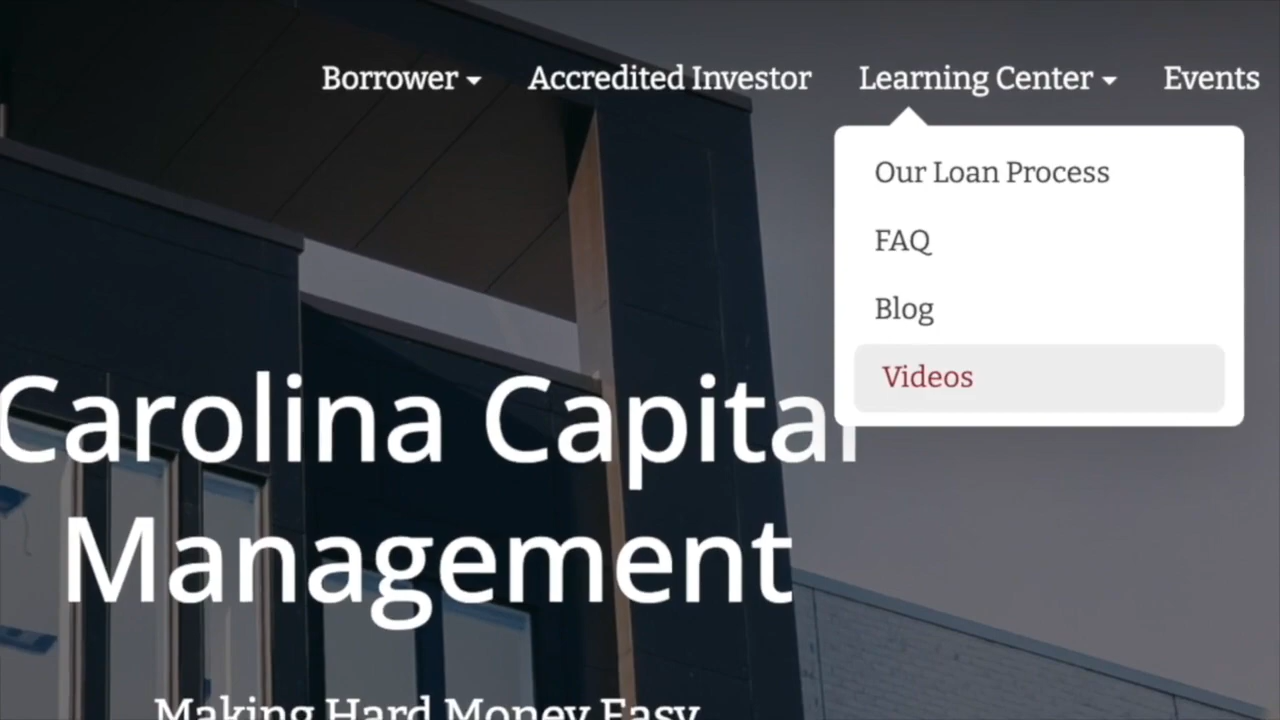 Borrower Accredited Investor Learning Center Events
Our Loan Process
FAQ
Blog
Videos
Carolina Capital
Management
Making Hard Money Easy